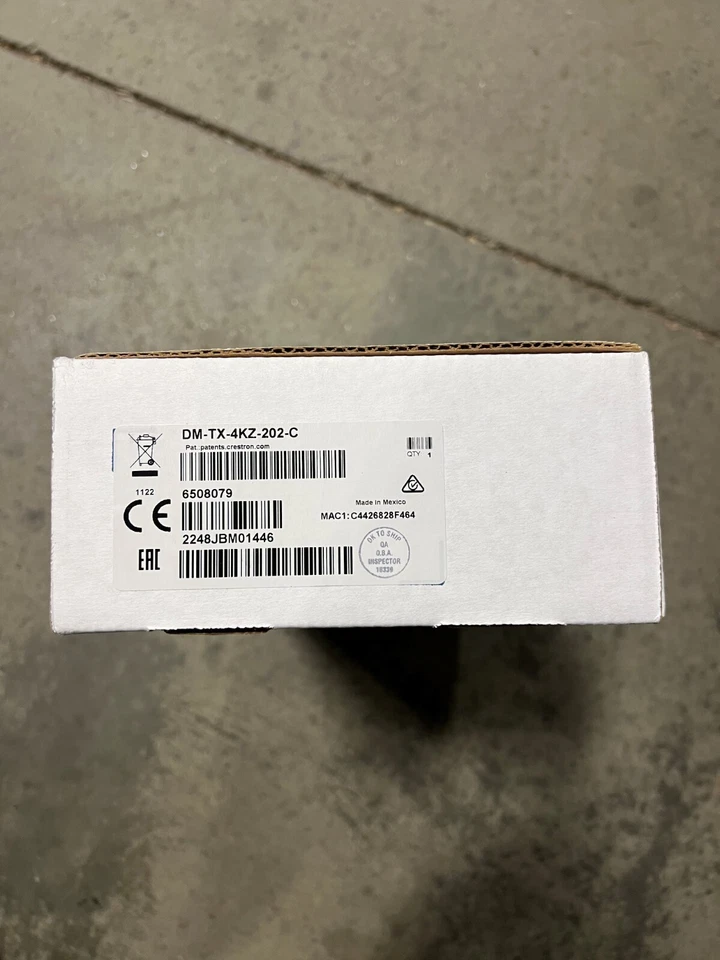 DM-TX-4KZ-202-C
Pat.:patents.crestron.com
QTY 1
1122
6508079
CE
Made in Mexico
MAC1:C4426828F464
2248JBM01446
EAC
OK TO SHIP
QA
Q.B.A.
INSPECTOR